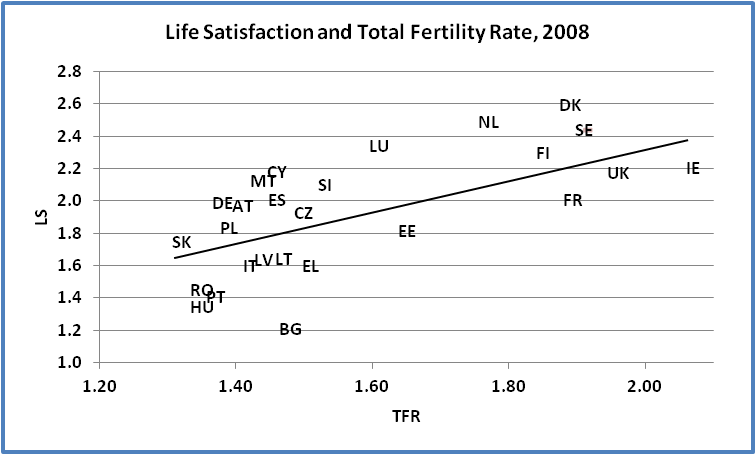 Life Satisfaction and Total Fertility Rate, 2008
2.8
2.6
DK
NL
SE
2.4
LU
FI
2.2
CY
UK
IE
MT
SI
DE
AT
ES
FR
2.0
CZ
LS
PL
EE
1.8
SK
LV
LT
IT
EL
1.6
RO
PT
1.4
HU
BG
1.2
1.0
1.20
1.40
1.60
1.80
2.00
TFR